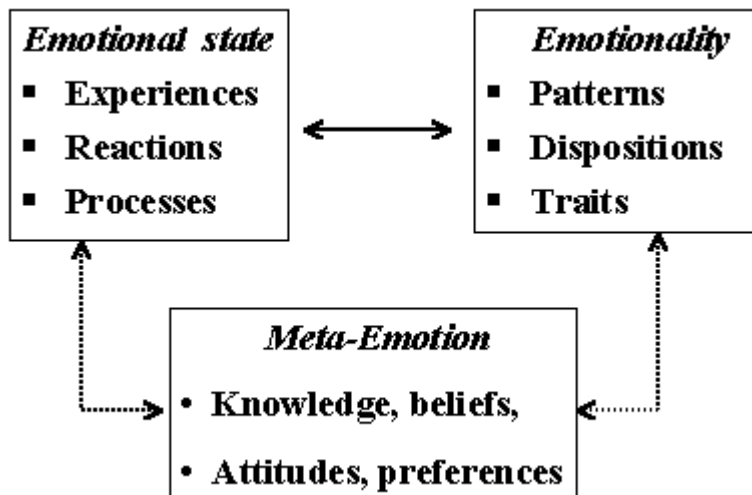 Emotional state
▪ Experiences
▪ Reactions
▪ Processes
Emotionality
▪ Patterns
▪ Dispositions
▪ Traits
Meta-Emotion
• Knowledge, beliefs,
• Attitudes, preferences